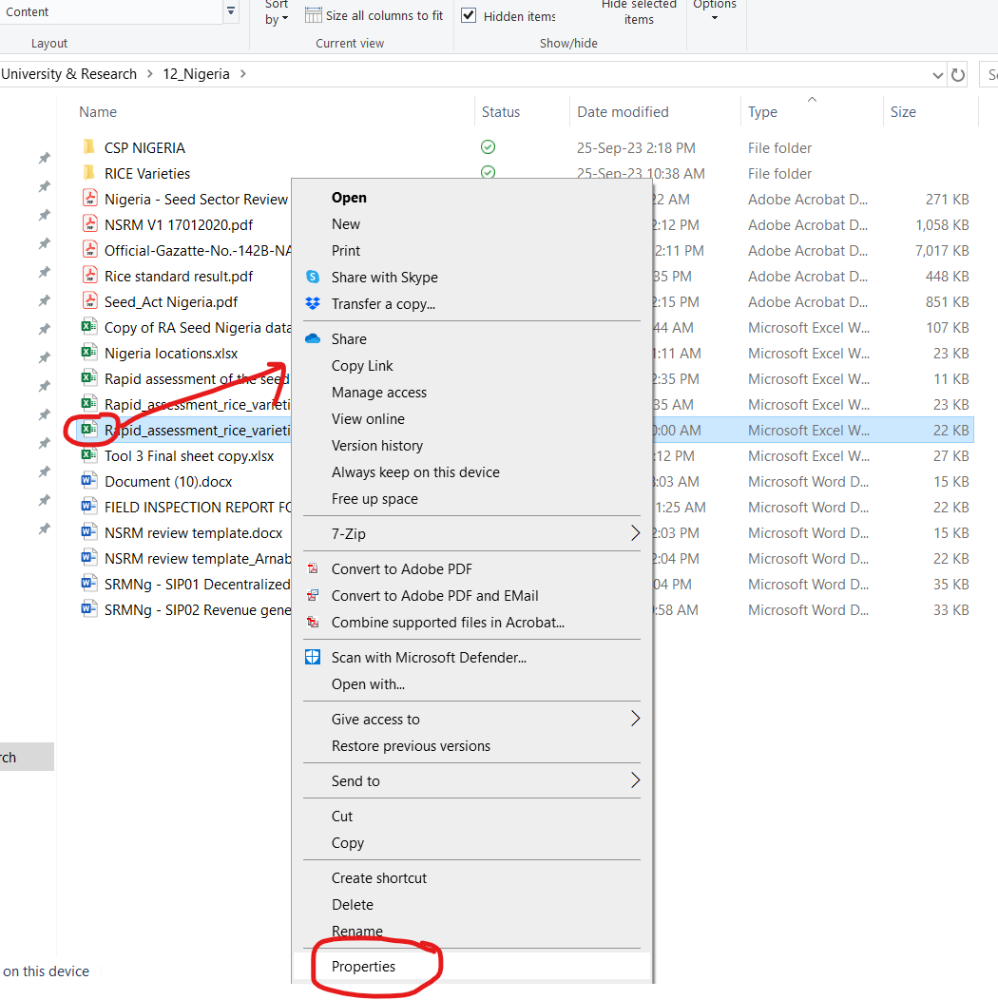 Content
Layout
Sort by
Size all columns to fit
Current view
Hidden items
Show/hide
Hide selected items
Options
University & Research > 12_Nigeria >
Name Status Date modified Type Size
CSP NIGERIA 25-Sep-23 2:18 PM File folder
RICE Varieties 25-Sep-23 10:38 AM File folder
Nigeria - Seed Sector Review 22 AM Adobe Acrobat D... 271 KB
NSRM V1 17012020.pdf 2:12 PM Adobe Acrobat D... 1,058 KB
Official-Gazatte-No.-142B-NA 2:11 PM Adobe Acrobat D... 7,017 KB
Rice standard result.pdf 35 PM Adobe Acrobat D... 448 KB
Seed_Act Nigeria.pdf 2:15 PM Adobe Acrobat D... 851 KB
Copy of RA Seed Nigeria data 44 AM Microsoft Excel W... 107 KB
Nigeria locations.xlsx 1:11 AM Microsoft Excel W... 23 KB
Rapid assessment of the seed 2:35 PM Microsoft Excel W... 11 KB
Rapid_assessment_rice_varieti 35 AM Microsoft Excel W... 23 KB
Rapid_assessment_rice_varieti 0:00 AM Microsoft Excel W... 22 KB
Tool 3 Final sheet copy.xlsx :12 PM Microsoft Excel W... 27 KB
Document (10).docx 3:03 AM Microsoft Word D... 15 KB
FIELD INSPECTION REPORT FO 1:25 AM Microsoft Word D... 22 KB
NSRM review template.docx 2:03 PM Microsoft Word D... 15 KB
NSRM review template_Arnab 2:04 PM Microsoft Word D... 22 KB
SRMNg - SIP01 Decentralized 04 PM Microsoft Word D... 35 KB
SRMNg - SIP02 Revenue gene :58 AM Microsoft Word D... 33 KB
Open
New
Print
Share with Skype
Transfer a copy...
Share
Copy Link
Manage access
View online
Version history
Always keep on this device
Free up space
7-Zip
Convert to Adobe PDF
Convert to Adobe PDF and EMail
Combine supported files in Acrobat...
Scan with Microsoft Defender...
Open with...
Give access to
Restore previous versions
Send to
Cut
Copy
Create shortcut
Delete
Rename
Properties
rch
on this device